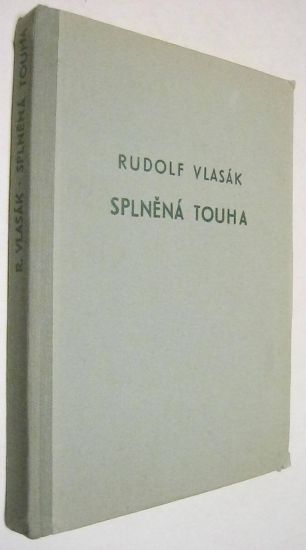 R. VLASÁK · SPLNĚNÁ TOUHA
RUDOLF VLASÁK
SPLNĚNÁ TOUHA